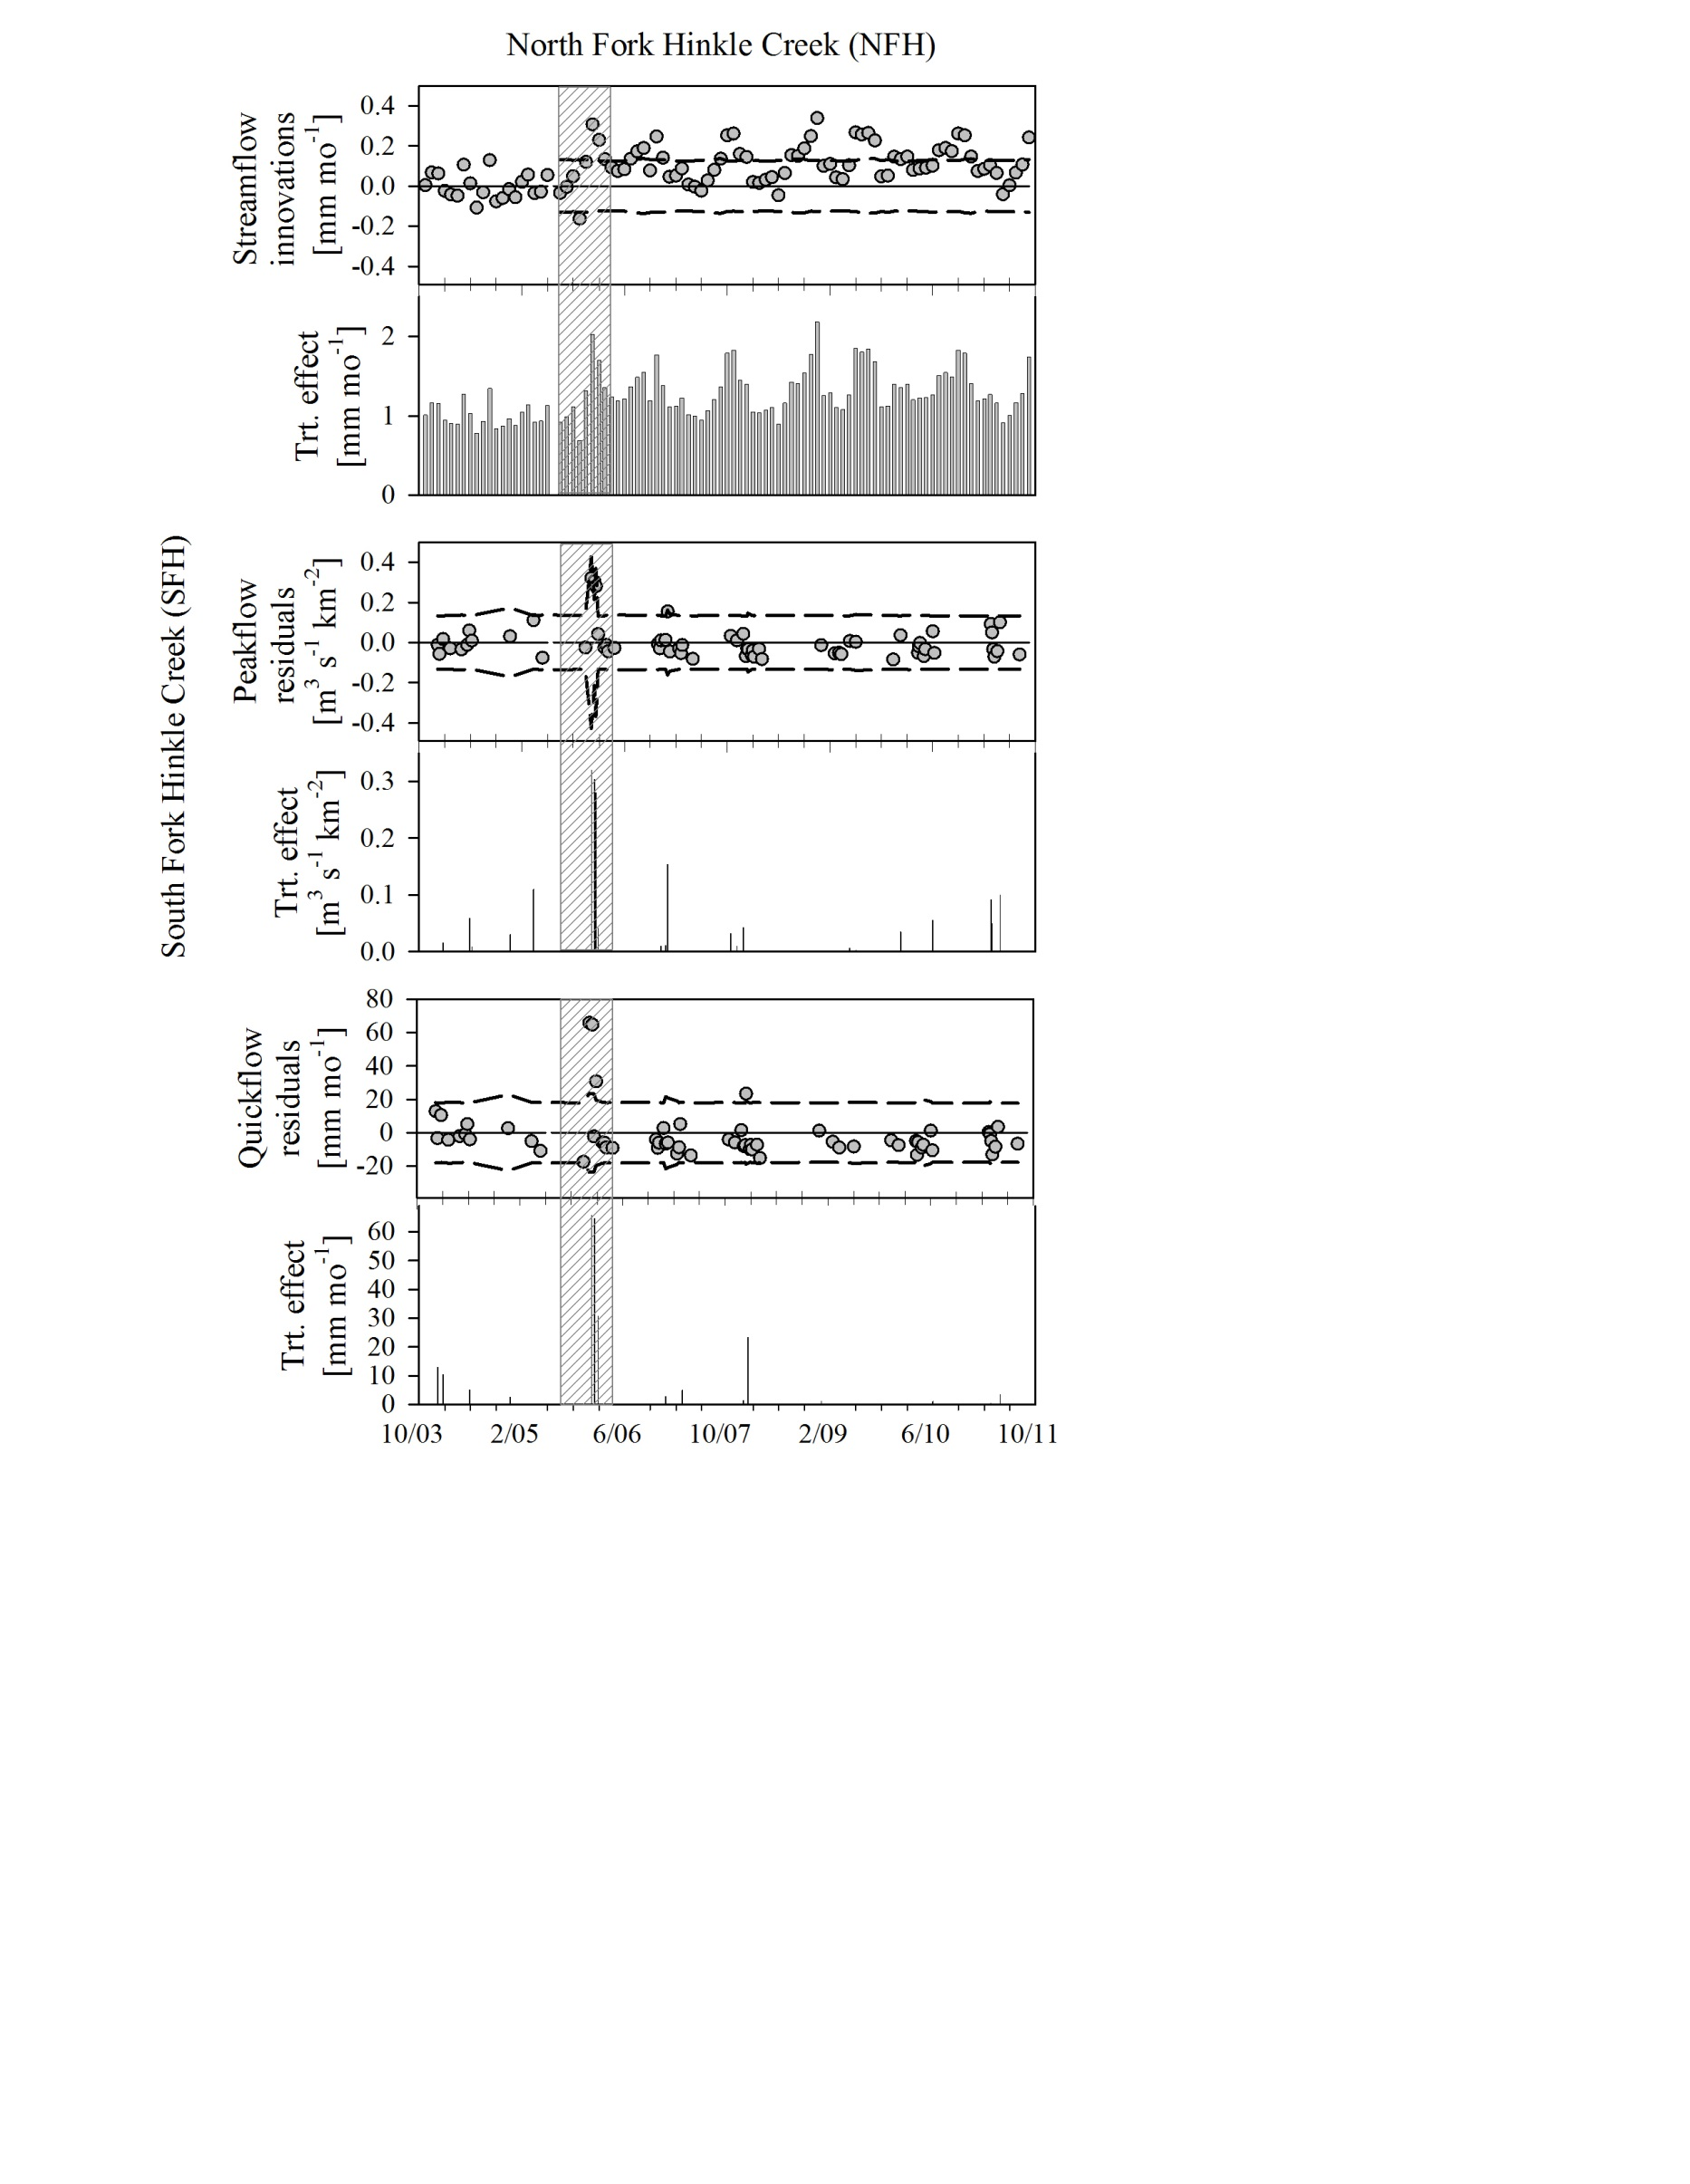 North Fork Hinkle Creek (NFH)
South Fork Hinkle Creek (SFH)
Streamflow
innovations
[mm mo-1]
0.4
0.2
0.0
-0.2
-0.4
Trt. effect
[mm mo-1]
2
1
0
Peakflow
residuals
[m3 s-1 km-2]
0.4
0.2
0.0
-0.2
-0.4
Trt. effect
[m3 s-1 km-2]
0.3
0.2
0.1
0.0
Quickflow
residuals
[mm mo-1]
80
60
40
20
0
-20
Trt. effect
[mm mo-1]
60
50
40
30
20
10
0
10/03 2/05 6/06 10/07 2/09 6/10 10/11